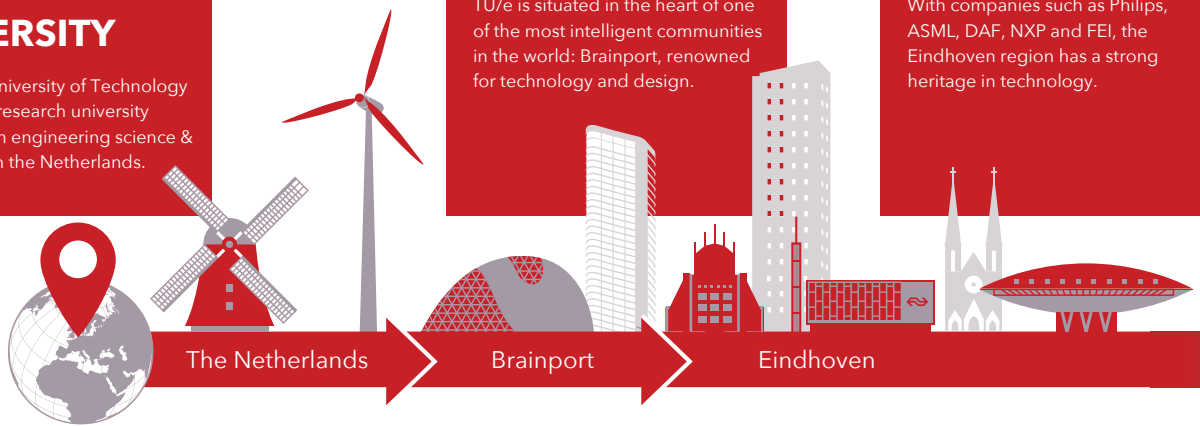 ERSITY
niversity of Technology
research university
engineering science &
the Netherlands.
TU/e is situated in the heart of one
of the most intelligent communities
in the world: Brainport, renowned
for technology and design.
With companies such as Philips,
ASML, DAF, NXP and FEI, the
Eindhoven region has a strong
heritage in technology.
The Netherlands
Brainport
Eindhoven